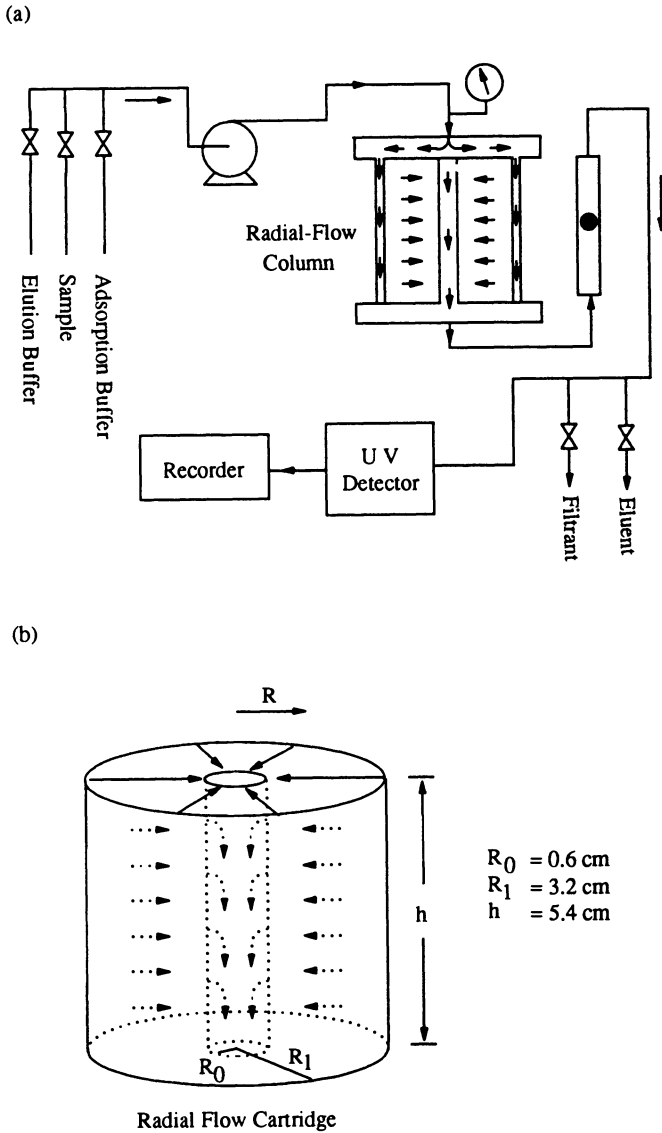 (a)
Radial-Flow
Column
Elution Buffer
Sample
Adsorption Buffer
Recorder
U V
Detector
Filtrant
Eluent
(b)
R
h
R0 = 0.6 cm
R1 = 3.2 cm
h = 5.4 cm
R0
R1
Radial Flow Cartridge